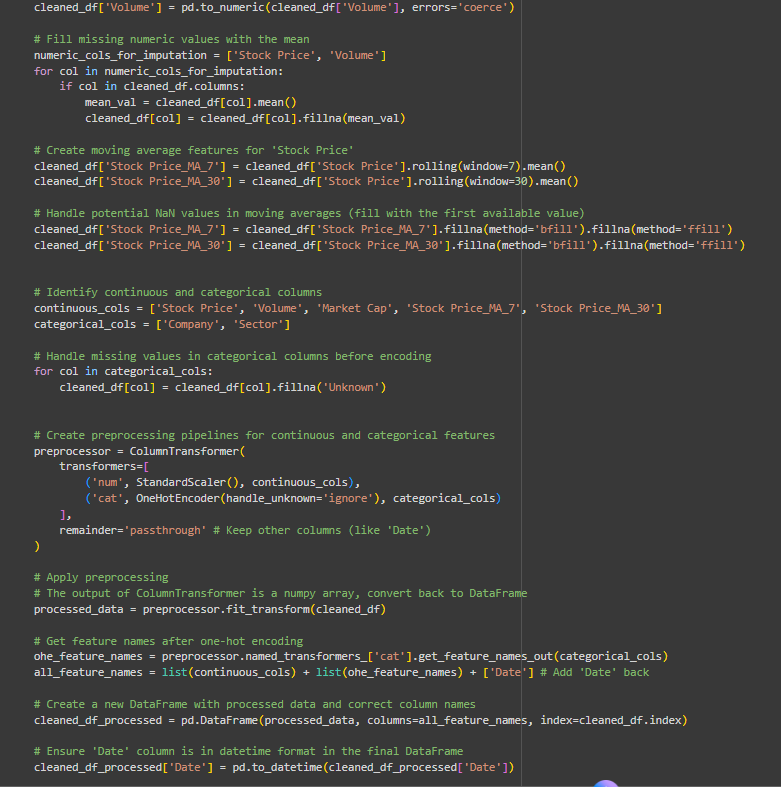 cleaned_df['Volume'] = pd.to_numeric(cleaned_df['Volume'], errors='coerce')
# Fill missing numeric values with the mean
numeric_cols_for_imputation = ['Stock Price', 'Volume']
for col in numeric_cols_for_imputation:
    if col in cleaned_df.columns:
        mean_val = cleaned_df[col].mean()
        cleaned_df[col] = cleaned_df[col].fillna(mean_val)
# Create moving average features for 'Stock Price'
cleaned_df['Stock Price_MA_7'] = cleaned_df['Stock Price'].rolling(window=7).mean()
cleaned_df['Stock Price_MA_30'] = cleaned_df['Stock Price'].rolling(window=30).mean()
# Handle potential NaN values in moving averages (fill with the first available value)
cleaned_df['Stock Price_MA_7'] = cleaned_df['Stock Price_MA_7'].fillna(method='bfill').fillna(method='ffill')
cleaned_df['Stock Price_MA_30'] = cleaned_df['Stock Price_MA_30'].fillna(method='bfill').fillna(method='ffill')
# Identify continuous and categorical columns
continuous_cols = ['Stock Price', 'Volume', 'Market Cap', 'Stock Price_MA_7', 'Stock Price_MA_30']
categorical_cols = ['Company', 'Sector']
# Handle missing values in categorical columns before encoding
for col in categorical_cols:
    cleaned_df[col] = cleaned_df[col].fillna('Unknown')
# Create preprocessing pipelines for continuous and categorical features
preprocessor = ColumnTransformer(
    transformers=[
        ('num', StandardScaler(), continuous_cols),
        ('cat', OneHotEncoder(handle_unknown='ignore'), categorical_cols)
    ],
    remainder='passthrough' # Keep other columns (like 'Date')
)
# Apply preprocessing
# The output of ColumnTransformer is a numpy array, convert back to DataFrame
processed_data = preprocessor.fit_transform(cleaned_df)
# Get feature names after one-hot encoding
ohe_feature_names = preprocessor.named_transformers_['cat'].get_feature_names_out(categorical_cols)
all_feature_names = list(continuous_cols) + list(ohe_feature_names) + ['Date'] # Add 'Date' back
# Create a new DataFrame with processed data and correct column names
cleaned_df_processed = pd.DataFrame(processed_data, columns=all_feature_names, index=cleaned_df.index)
# Ensure 'Date' column is in datetime format in the final DataFrame
cleaned_df_processed['Date'] = pd.to_datetime(cleaned_df_processed['Date'])